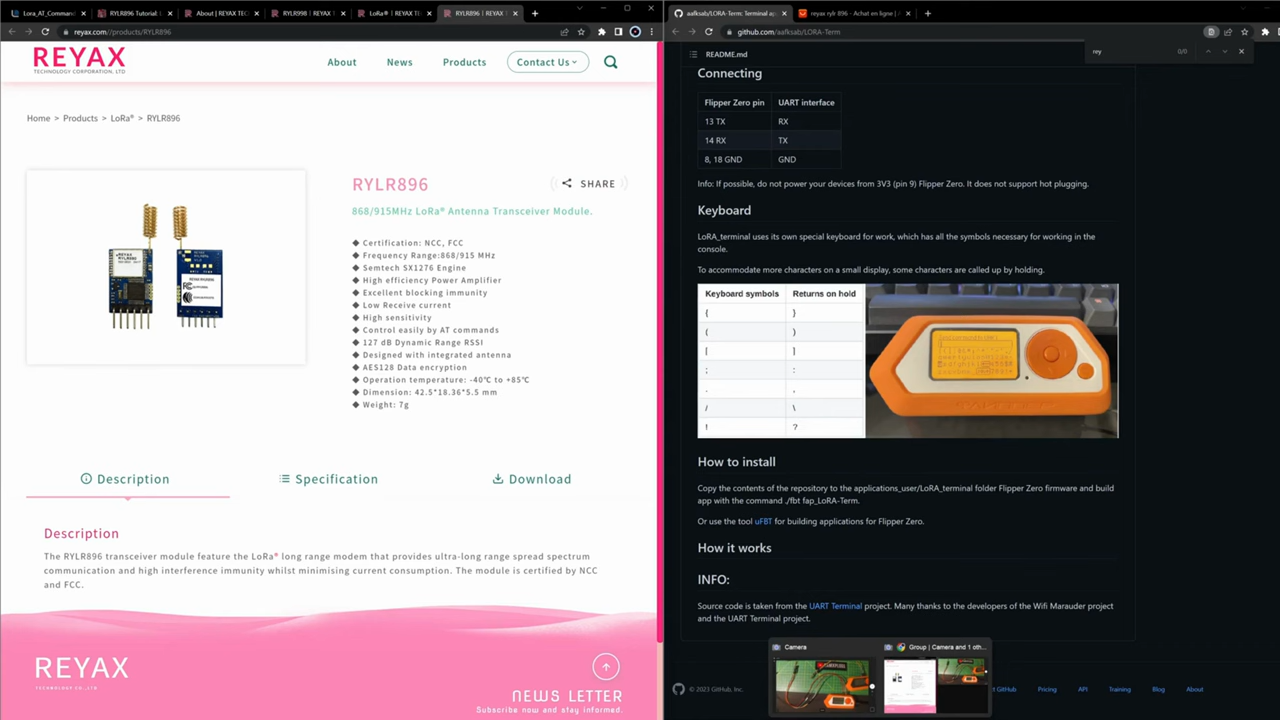 Lora_AT_Command
RYLR896 Tutorial: L
About | REYAX TEC
RYLR998 | REYAX T
LoRa® | REYAX TE
RYLR896 | REYAX T
reyax.com//products/RYLR896
REYAX
TECHNOLOGY CORPORATION, LTD
About
News
Products
Contact Us
Home > Products > LoRa® > RYLR896
RYLR896
SHARE
868/915MHz LoRa® Antenna Transceiver Module.
◆ Certification: NCC, FCC
◆ Frequency Range:868/915 MHz
◆ Semtech SX1276 Engine
◆ High efficiency Power Amplifier
◆ Excellent blocking immunity
◆ Low Receive current
◆ High sensitivity
◆ Control easily by AT commands
◆ 127 dB Dynamic Range RSSI
◆ Designed with integrated antenna
◆ AES128 Data encryption
◆ Operation temperature: -40℃ to +85℃
◆ Dimension: 42.5*18.36*5.5 mm
◆ Weight: 7g
Description
Specification
Download
Description
The RYLR896 transceiver module feature the LoRa® long range modem that provides ultra-long range spread spectrum
communication and high interference immunity whilst minimising current consumption. The module is certified by NCC
and FCC.
REYAX
TECHNOLOGY CO.,LTD
NEWS LETTER
Subscribe now and stay informed.
aafksab/LORA-Term: Terminal ap
reyax rylr 896 - Achat en ligne | A
github.com/aafksab/LORA-Term
rey
0/0
README.md
Connecting
Flipper Zero pin UART interface
13 TX RX
14 RX TX
8, 18 GND GND
Info: If possible, do not power your devices from 3V3 (pin 9) Flipper Zero. It does not support hot plugging.
Keyboard
LoRA_terminal uses its own special keyboard for work, which has all the symbols necessary for working in the
console.
To accommodate more characters on a small display, some characters are called up by holding.
Keyboard symbols Returns on hold
{ }
( )
[ ]
; :
. ,
/ \
! ?
How to install
Copy the contents of the repository to the applications_user/LoRA_terminal folder Flipper Zero firmware and build
app with the command ./fbt fap_LoRA-Term.
Or use the tool uFBT for building applications for Flipper Zero.
How it works
INFO:
Source code is taken from the UART Terminal project. Many thanks to the developers of the Wifi Marauder project
and the UART Terminal project.
Camera
Group | Camera and 1 oth...
© 2023 GitHub, Inc.
t GitHub
Pricing
API
Training
Blog
About